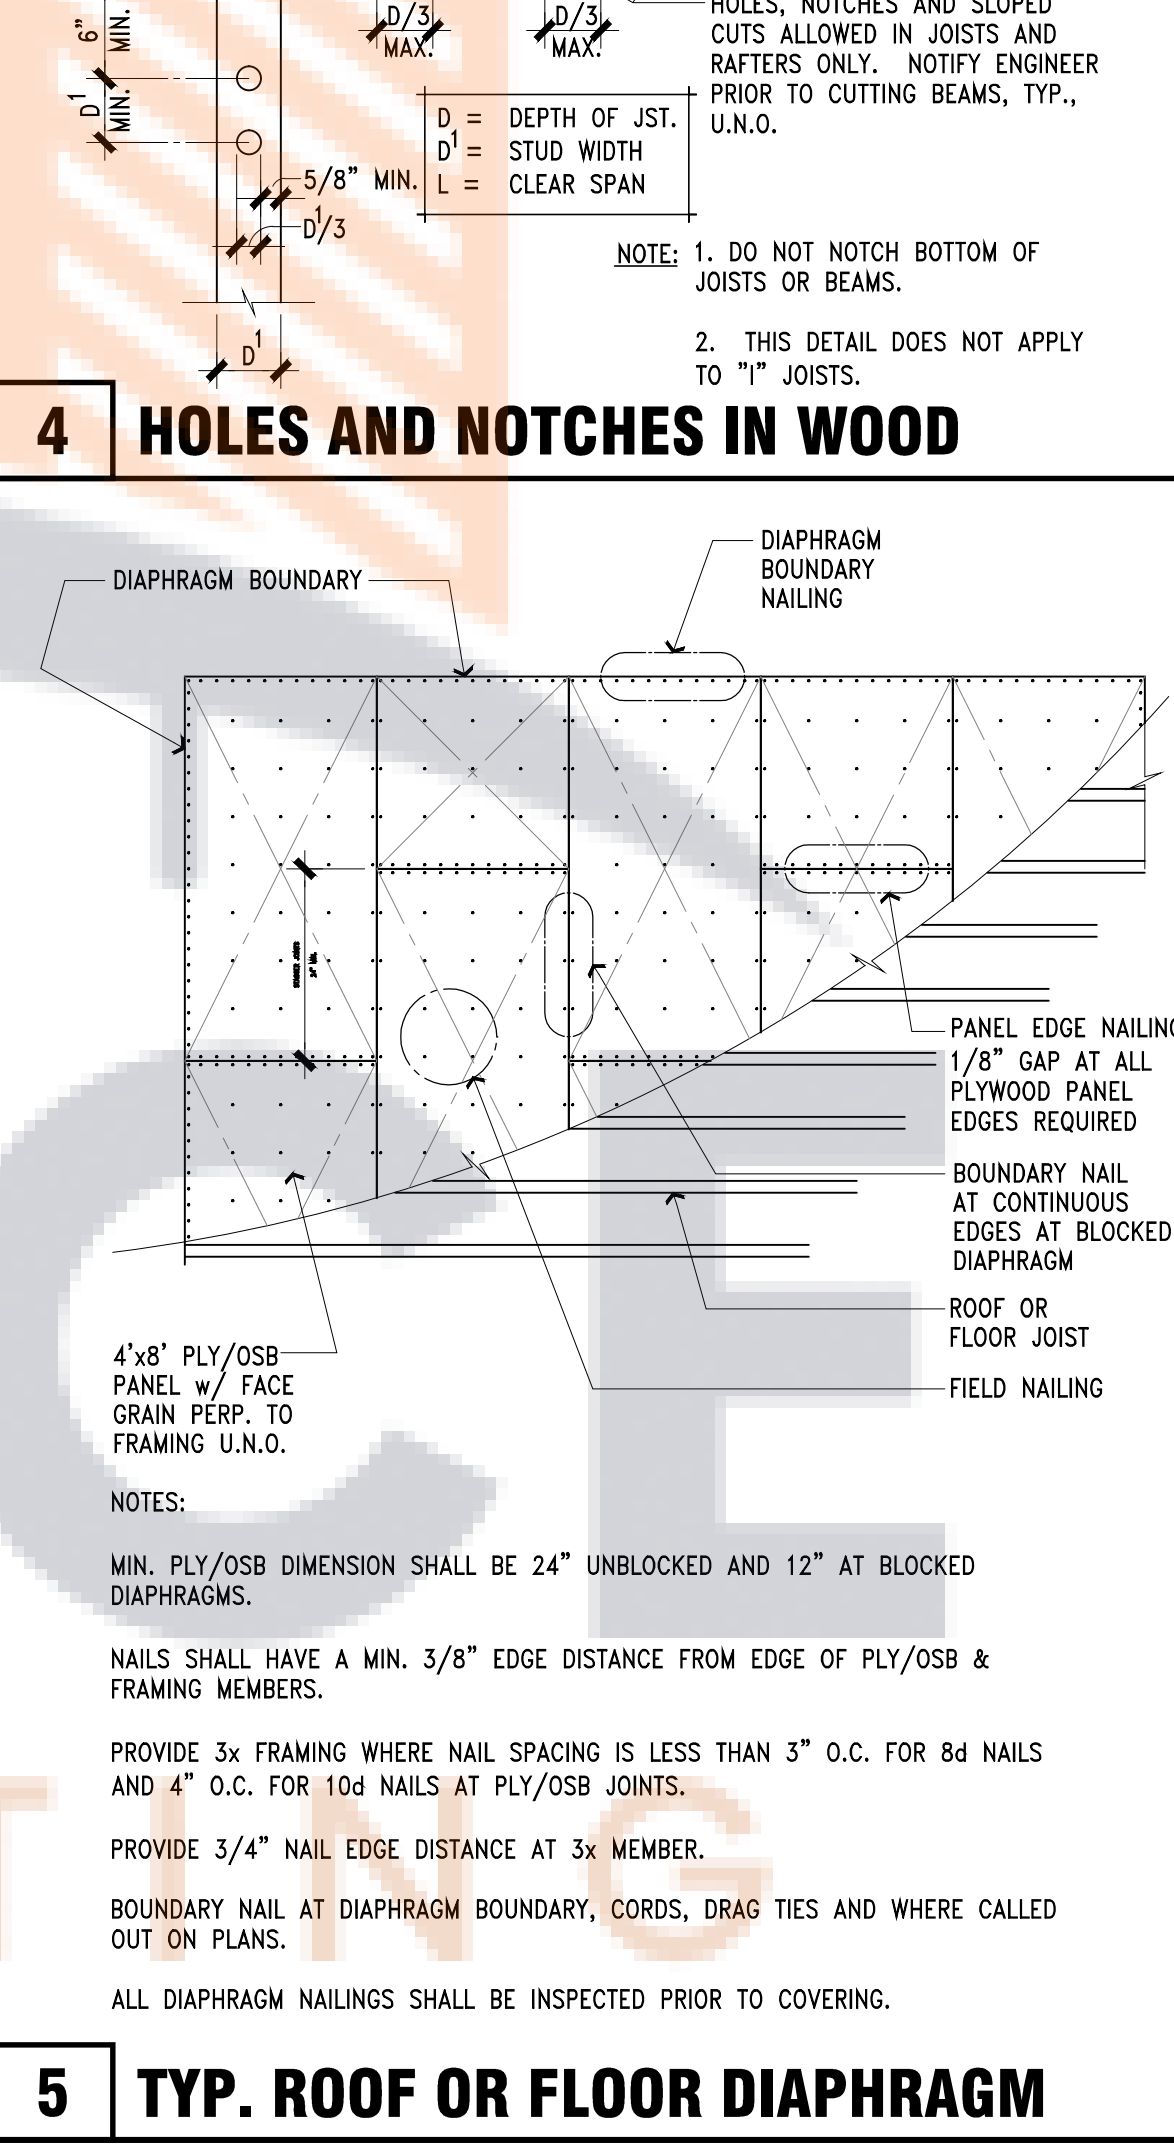 6”
MIN.
D1
MIN.
D/3
MAX.
D/3
MAX.
HOLES, NOTCHES AND SLOPED
CUTS ALLOWED IN JOISTS AND
RAFTERS ONLY. NOTIFY ENGINEER
PRIOR TO CUTTING BEAMS, TYP.,
U.N.O.
D = DEPTH OF JST.
D1 = STUD WIDTH
L = CLEAR SPAN
5/8” MIN.
D1/3
D1
NOTE: 1. DO NOT NOTCH BOTTOM OF
JOISTS OR BEAMS.
2. THIS DETAIL DOES NOT APPLY
TO ”I” JOISTS.
4 HOLES AND NOTCHES IN WOOD
DIAPHRAGM BOUNDARY
DIAPHRAGM
BOUNDARY
NAILING
24” MIN.
PANEL EDGE NAILING
1/8” GAP AT ALL
PLYWOOD PANEL
EDGES REQUIRED
BOUNDARY NAIL
AT CONTINUOUS
EDGES AT BLOCKED
DIAPHRAGM
ROOF OR
FLOOR JOIST
FIELD NAILING
4’x8’ PLY/OSB
PANEL w/ FACE
GRAIN PERP. TO
FRAMING U.N.O.
NOTES:
MIN. PLY/OSB DIMENSION SHALL BE 24” UNBLOCKED AND 12” AT BLOCKED
DIAPHRAGMS.
NAILS SHALL HAVE A MIN. 3/8” EDGE DISTANCE FROM EDGE OF PLY/OSB &
FRAMING MEMBERS.
PROVIDE 3x FRAMING WHERE NAIL SPACING IS LESS THAN 3” O.C. FOR 8d NAILS
AND 4” O.C. FOR 10d NAILS AT PLY/OSB JOINTS.
PROVIDE 3/4” NAIL EDGE DISTANCE AT 3x MEMBER.
BOUNDARY NAIL AT DIAPHRAGM BOUNDARY, CORDS, DRAG TIES AND WHERE CALLED
OUT ON PLANS.
ALL DIAPHRAGM NAILINGS SHALL BE INSPECTED PRIOR TO COVERING.
CE
TING
5 TYP. ROOF OR FLOOR DIAPHRAGM